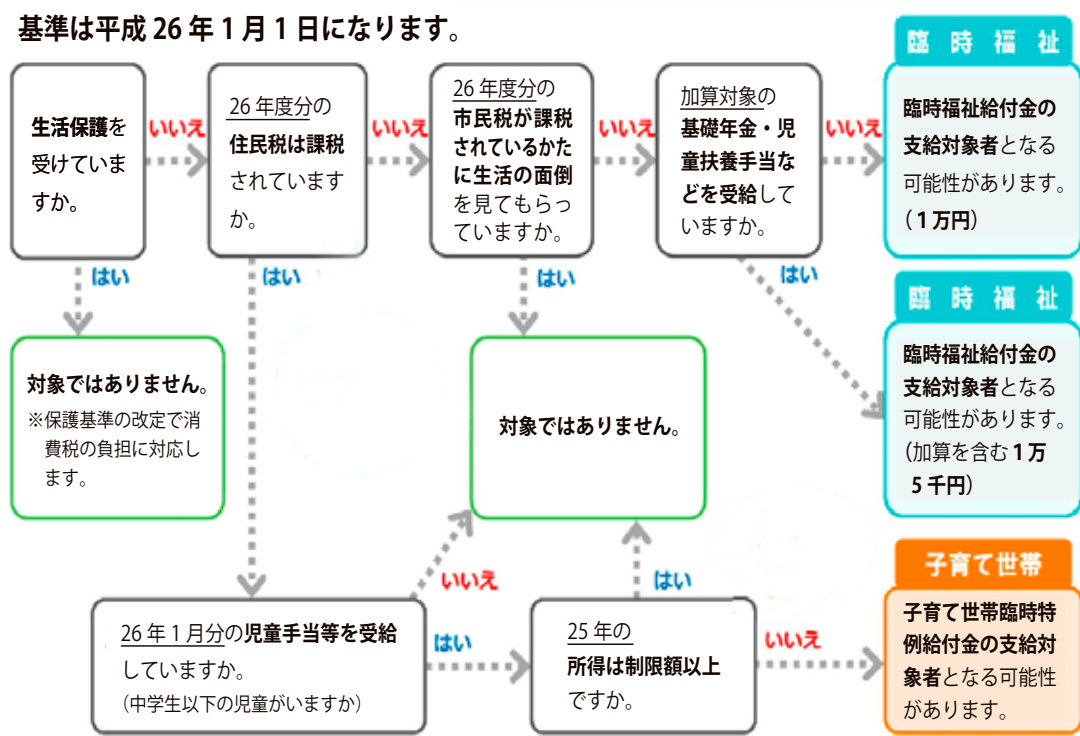 基準は平成 26 年 1 月 1 日になります。
生活保護を
受けていま
すか。
いいえ
26 年度分の
住民税は課税
されています
か。
いいえ
26 年度分の
市民税が課税
されているかた
に生活の面倒
を見てもらっ
ていますか。
いいえ
加算対象の
基礎年金・児
童扶養手当な
どを受給して
いますか。
いいえ
臨時福祉
臨時福祉給付金の
支給対象者となる
可能性があります。
(1万円)
はい
はい
はい
はい
臨時福祉
臨時福祉給付金の
支給対象者となる
可能性があります。
(加算を含む 1 万
5 千円)
対象ではありません。
※保護基準の改定で消
費税の負担に対応し
ます。
対象ではありません。
いいえ
はい
26 年 1 月分の児童手当等を受給
していますか。
(中学生以下の児童がいますか)
はい
25 年の
所得は制限額以上
ですか。
いいえ
子育て世帯
子育て世帯臨時特
例給付金の支給対
象者となる可能性
があります。